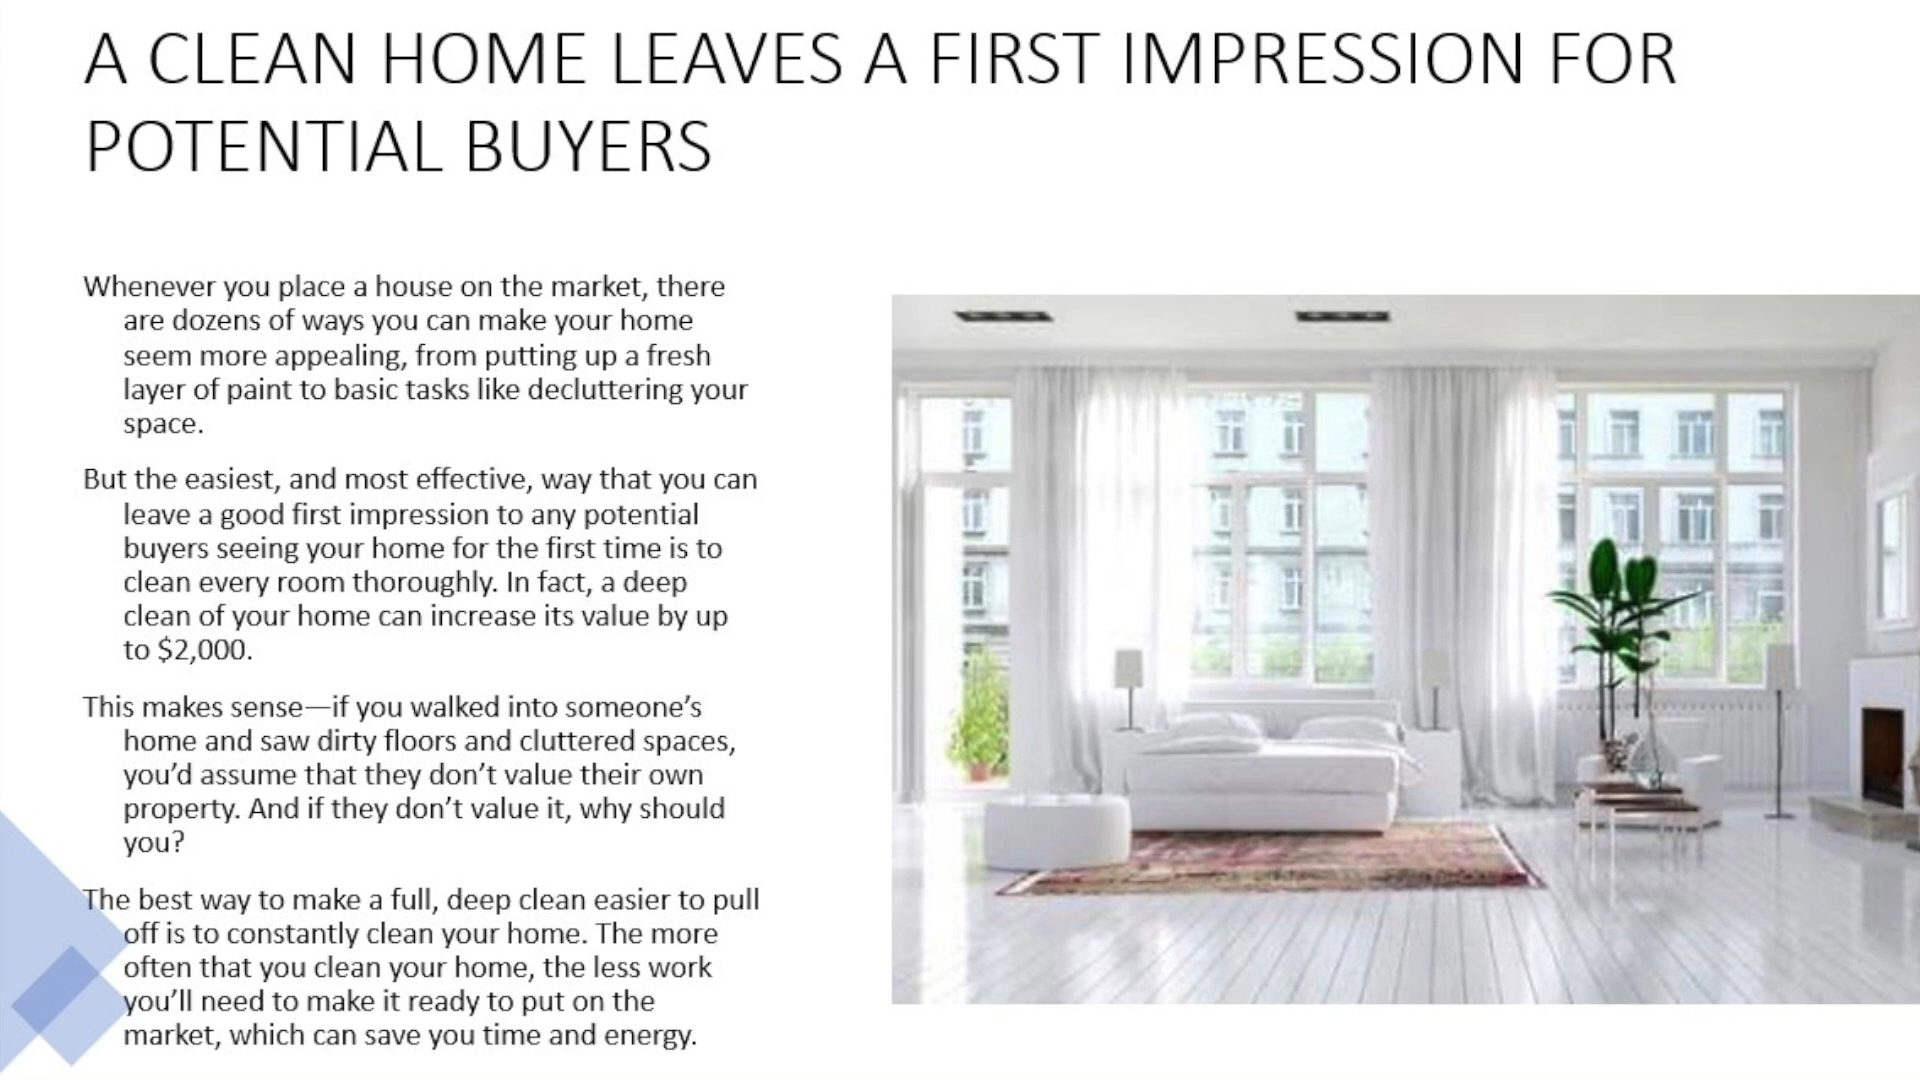 A CLEAN HOME LEAVES A FIRST IMPRESSION FOR
POTENTIAL BUYERS
Whenever you place a house on the market, there
are dozens of ways you can make your home
seem more appealing, from putting up a fresh
layer of paint to basic tasks like decluttering your
space.
But the easiest, and most effective, way that you can
leave a good first impression to any potential
buyers seeing your home for the first time is to
clean every room thoroughly. In fact, a deep
clean of your home can increase its value by up
to $2,000.
This makes sense—if you walked into someone’s
home and saw dirty floors and cluttered spaces,
you’d assume that they don’t value their own
property. And if they don’t value it, why should
you?
The best way to make a full, deep clean easier to pull
off is to constantly clean your home. The more
often that you clean your home, the less work
you’ll need to make it ready to put on the
market, which can save you time and energy.